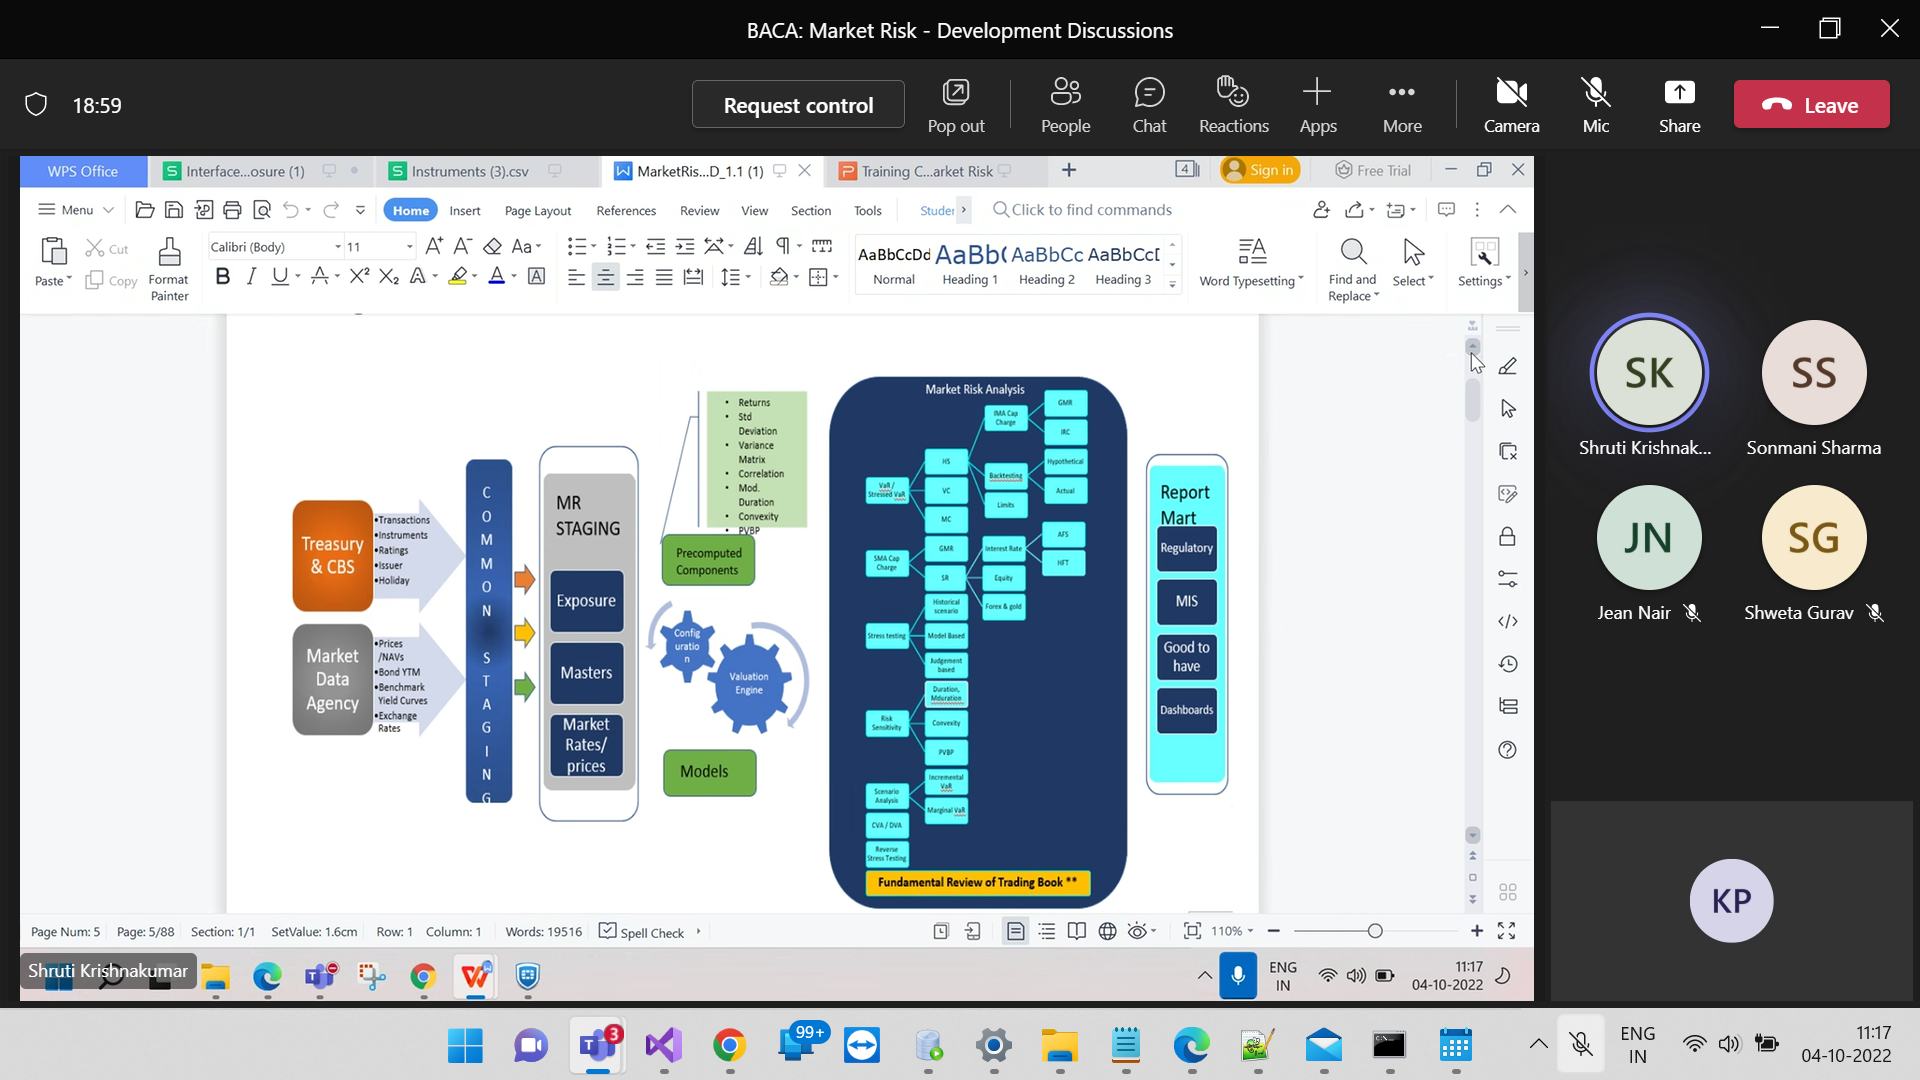 BACA: Market Risk - Development Discussions
18:59
Request control
Pop out
People
Chat
Reactions
Apps
More
Camera
Mic
Share
Leave
WPS Office
Interface...osure (1)
Instruments (3).csv
MarketRis...D_1.1 (1)
Training C...arket Risk
4
Sign in
Free Trial
Menu
Home
Insert
Page Layout
References
Review
View
Section
Tools
Studer
Click to find commands
Paste
Cut
Copy
Format
Painter
Calibri (Body)
11
AaBbCcDd
Normal
AaBb(
Heading 1
AaBbCc
Heading 2
AaBbCcI
Heading 3
Word Typesetting
Find and
Replace
Select
Settings
Treasury
& CBS
•Transactions
•Instruments
•Ratings
•Issuer
•Holiday
Market
Data
Agency
•Prices
/NAVs
•Bond YTM
•Benchmark
Yield Curves
•Exchange
Rates
C
O
M
M
O
N
S
T
A
G
I
N
G
MR
STAGING
Exposure
Masters
Market
Rates/
prices
• Returns
• Std
Deviation
• Variance
Matrix
• Correlation
• Mod.
Duration
• Convexity
• PVBP
Precomputed
Components
Config
uratio
n
Valuation
Engine
Models
Market Risk Analysis
VaR /
Stressed VaR
HS
VC
MC
IMA Cap
Charge
GMR
IRC
Backtesting
Hypothetical
Actual
Limits
SMA Cap
Charge
GMR
SR
Interest Rate
AFS
HFT
Equity
Forex & gold
Stress testing
Historical
scenario
Model Based
Judgement
based
Risk
Sensitivity
Duration,
Mduration
Convexity
PVBP
Scenario
Analysis
Incremental
VaR
Marginal VaR
CVA / DVA
Reverse
Stress Testing
Fundamental Review of Trading Book **
Report
Mart
Regulatory
MIS
Good to
have
Dashboards
SK
Shruti Krishnak...
SS
Sonmani Sharma
JN
Jean Nair
SG
Shweta Gurav
KP
Page Num: 5
Page: 5/88
Section: 1/1
SetValue: 1.6cm
Row: 1
Column: 1
Words: 19516
Spell Check
110%
Shruti Krishnakumar
ENG
IN
11:17
04-10-2022
3
99+
ENG
IN
11:17
04-10-2022